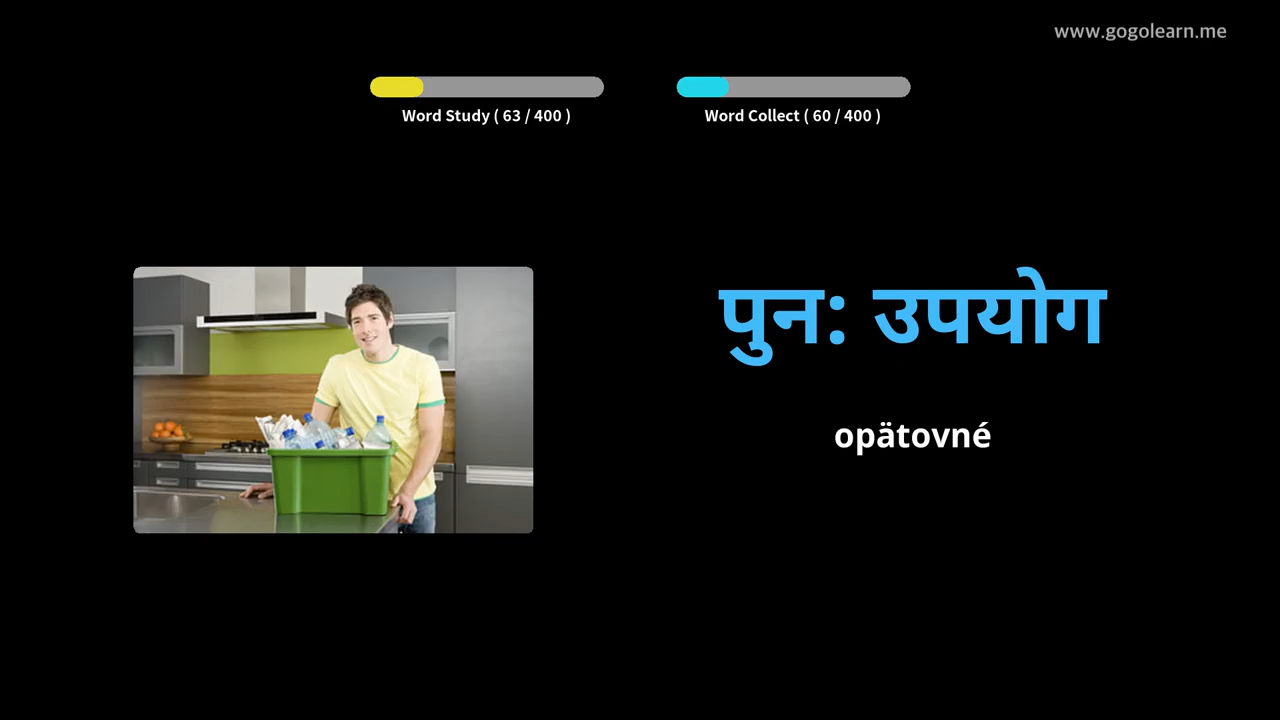 www.gogolearn.me
Word Study ( 63 / 400 )
Word Collect ( 60 / 400 )
पुन: उपयोग
opätovné